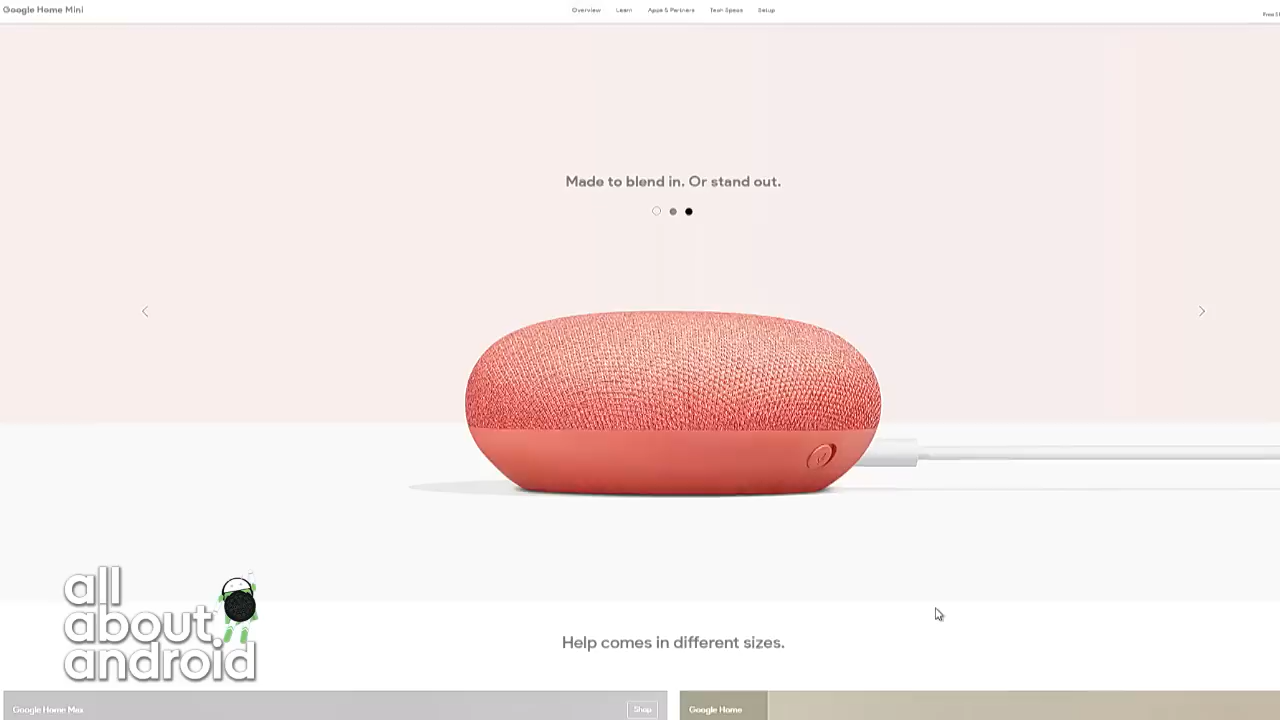 Google Home Mini
Overview Learn Apps & Partners Tech Specs Setup
Made to blend in. Or stand out.
all
about
android
Help comes in different sizes.
Google Home Max Shop Google Home